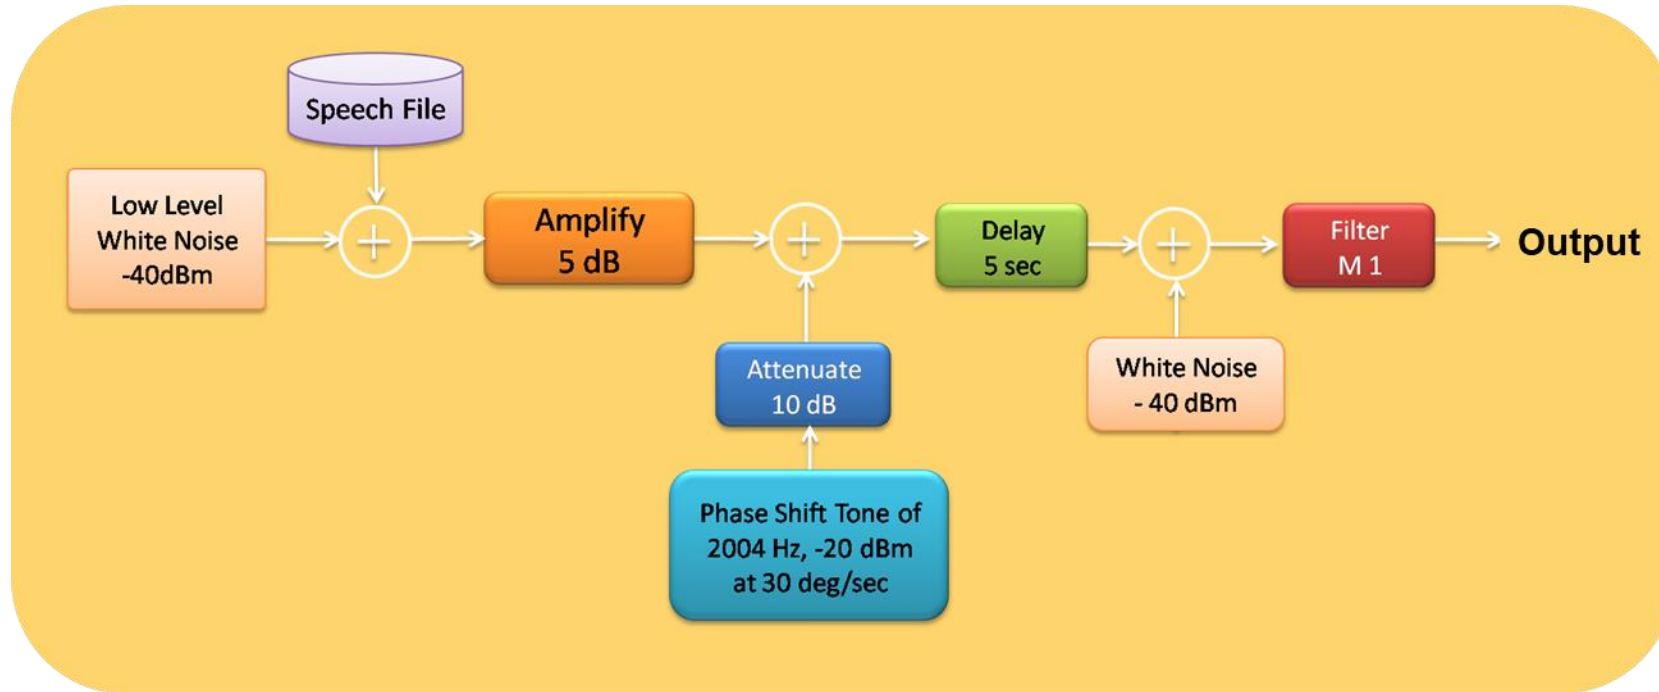 Speech File
Low Level
White Noise
-40dBm
Amplify
5 dB
Delay
5 sec
Filter
M 1
Output
Attenuate
10 dB
White Noise
- 40 dBm
Phase Shift Tone of
2004 Hz, -20 dBm
at 30 deg/sec